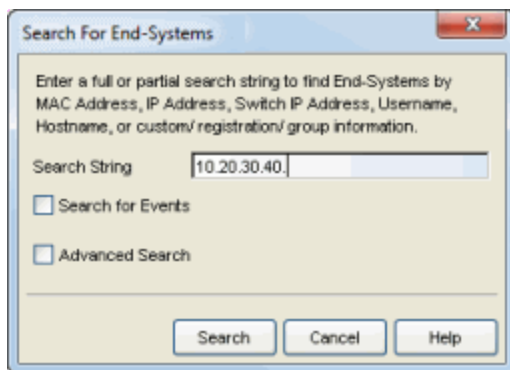 Search For End-Systems
Enter a full or partial search string to find End-Systems by
MAC Address, IP Address, Switch IP Address, Username,
Hostname, or custom/ registration/ group information.
Search String 10.20.30.40.
Search for Events
Advanced Search
Search Cancel Help